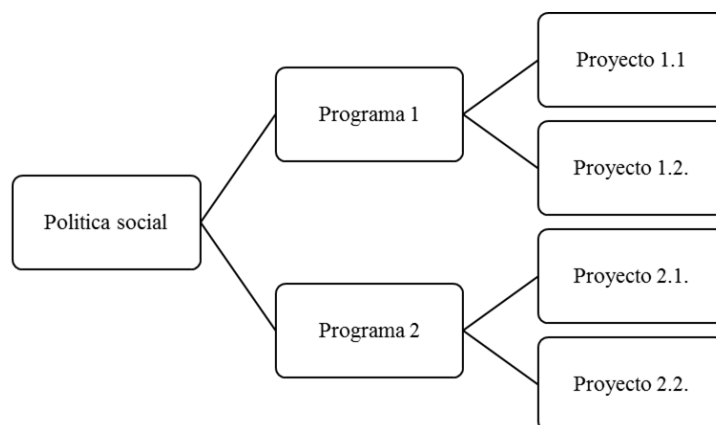 Politica social
Programa 1
Proyecto 1.1
Proyecto 1.2.
Programa 2
Proyecto 2.1.
Proyecto 2.2.